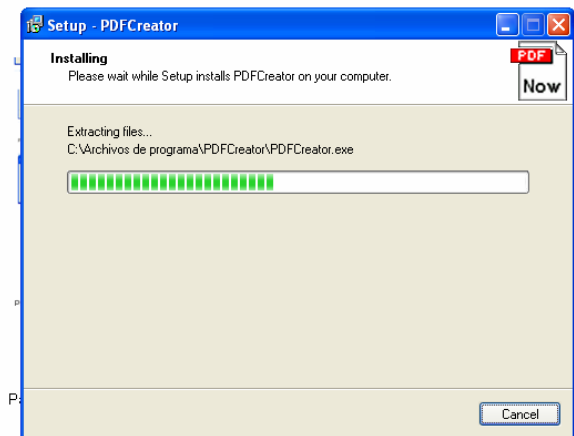 Setup - PDFCreator
Installing
Please wait while Setup installs PDFCreator on your computer.
PDF
Now
Extracting files...
C:\Archivos de programa\PDFCreator\PDFCreator.exe
Cancel